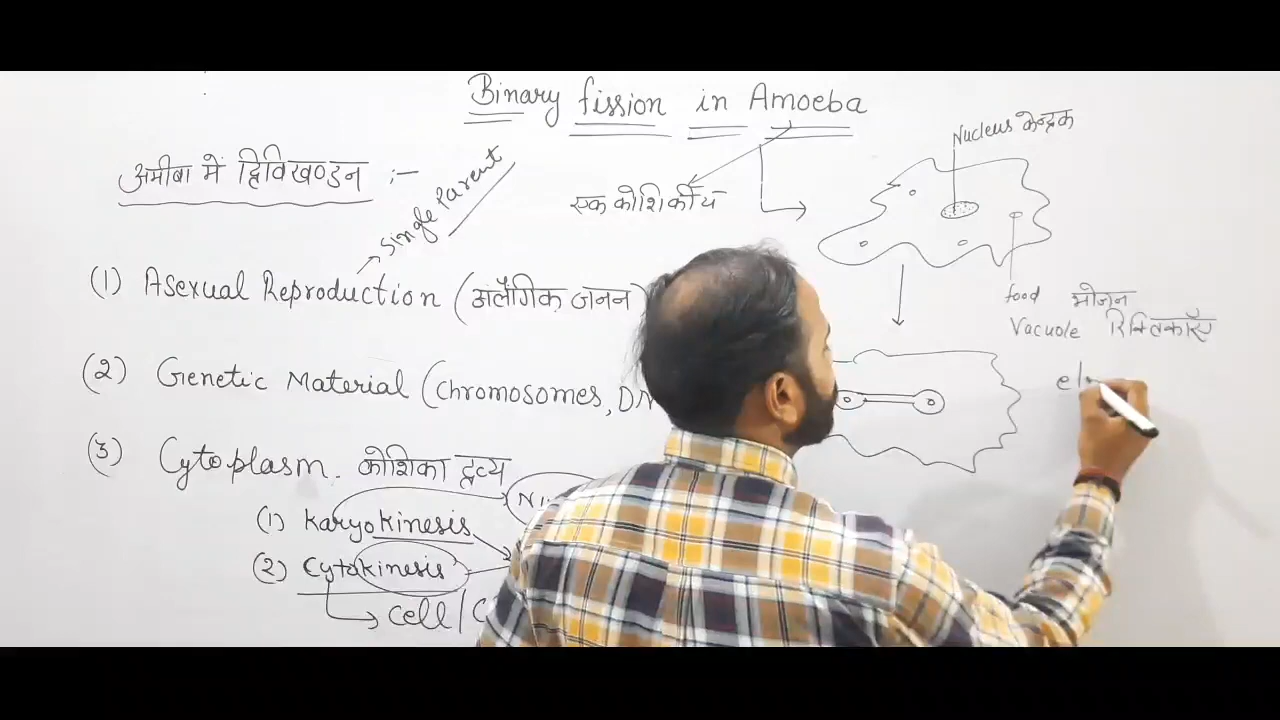 Binary fission in Amoeba
Nucleus केन्द्रक
अमीबा में द्विविखण्डन :-
Single Parent
एक कोशिकीय
(1) Asexual Reproduction (अलैंगिक जनन)
food भोजन
Vacuole रिक्तिकाएँ
(2) Genetic Material (Chromosomes, DN
(3) Cytoplasm. कोशिका द्रव्य
(1) Karyokinesis
(2) Cytokinesis
cell/C